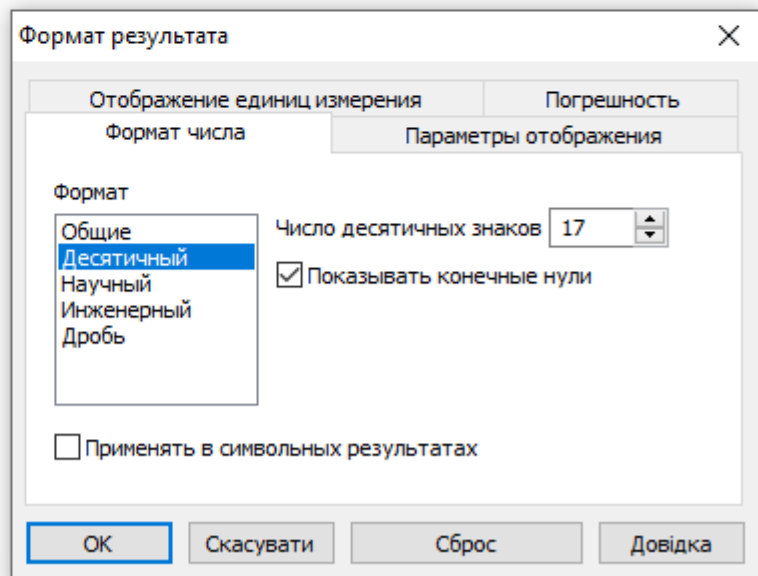 Формат результата
Отображение единиц измерения Погрешность
Формат числа Параметры отображения
Формат
Общие
Десятичный
Научный
Инженерный
Дробь
Число десятичных знаков 17
Показывать конечные нули
Применять в символьных результатах
ОК Скасувати Сброс Довідка